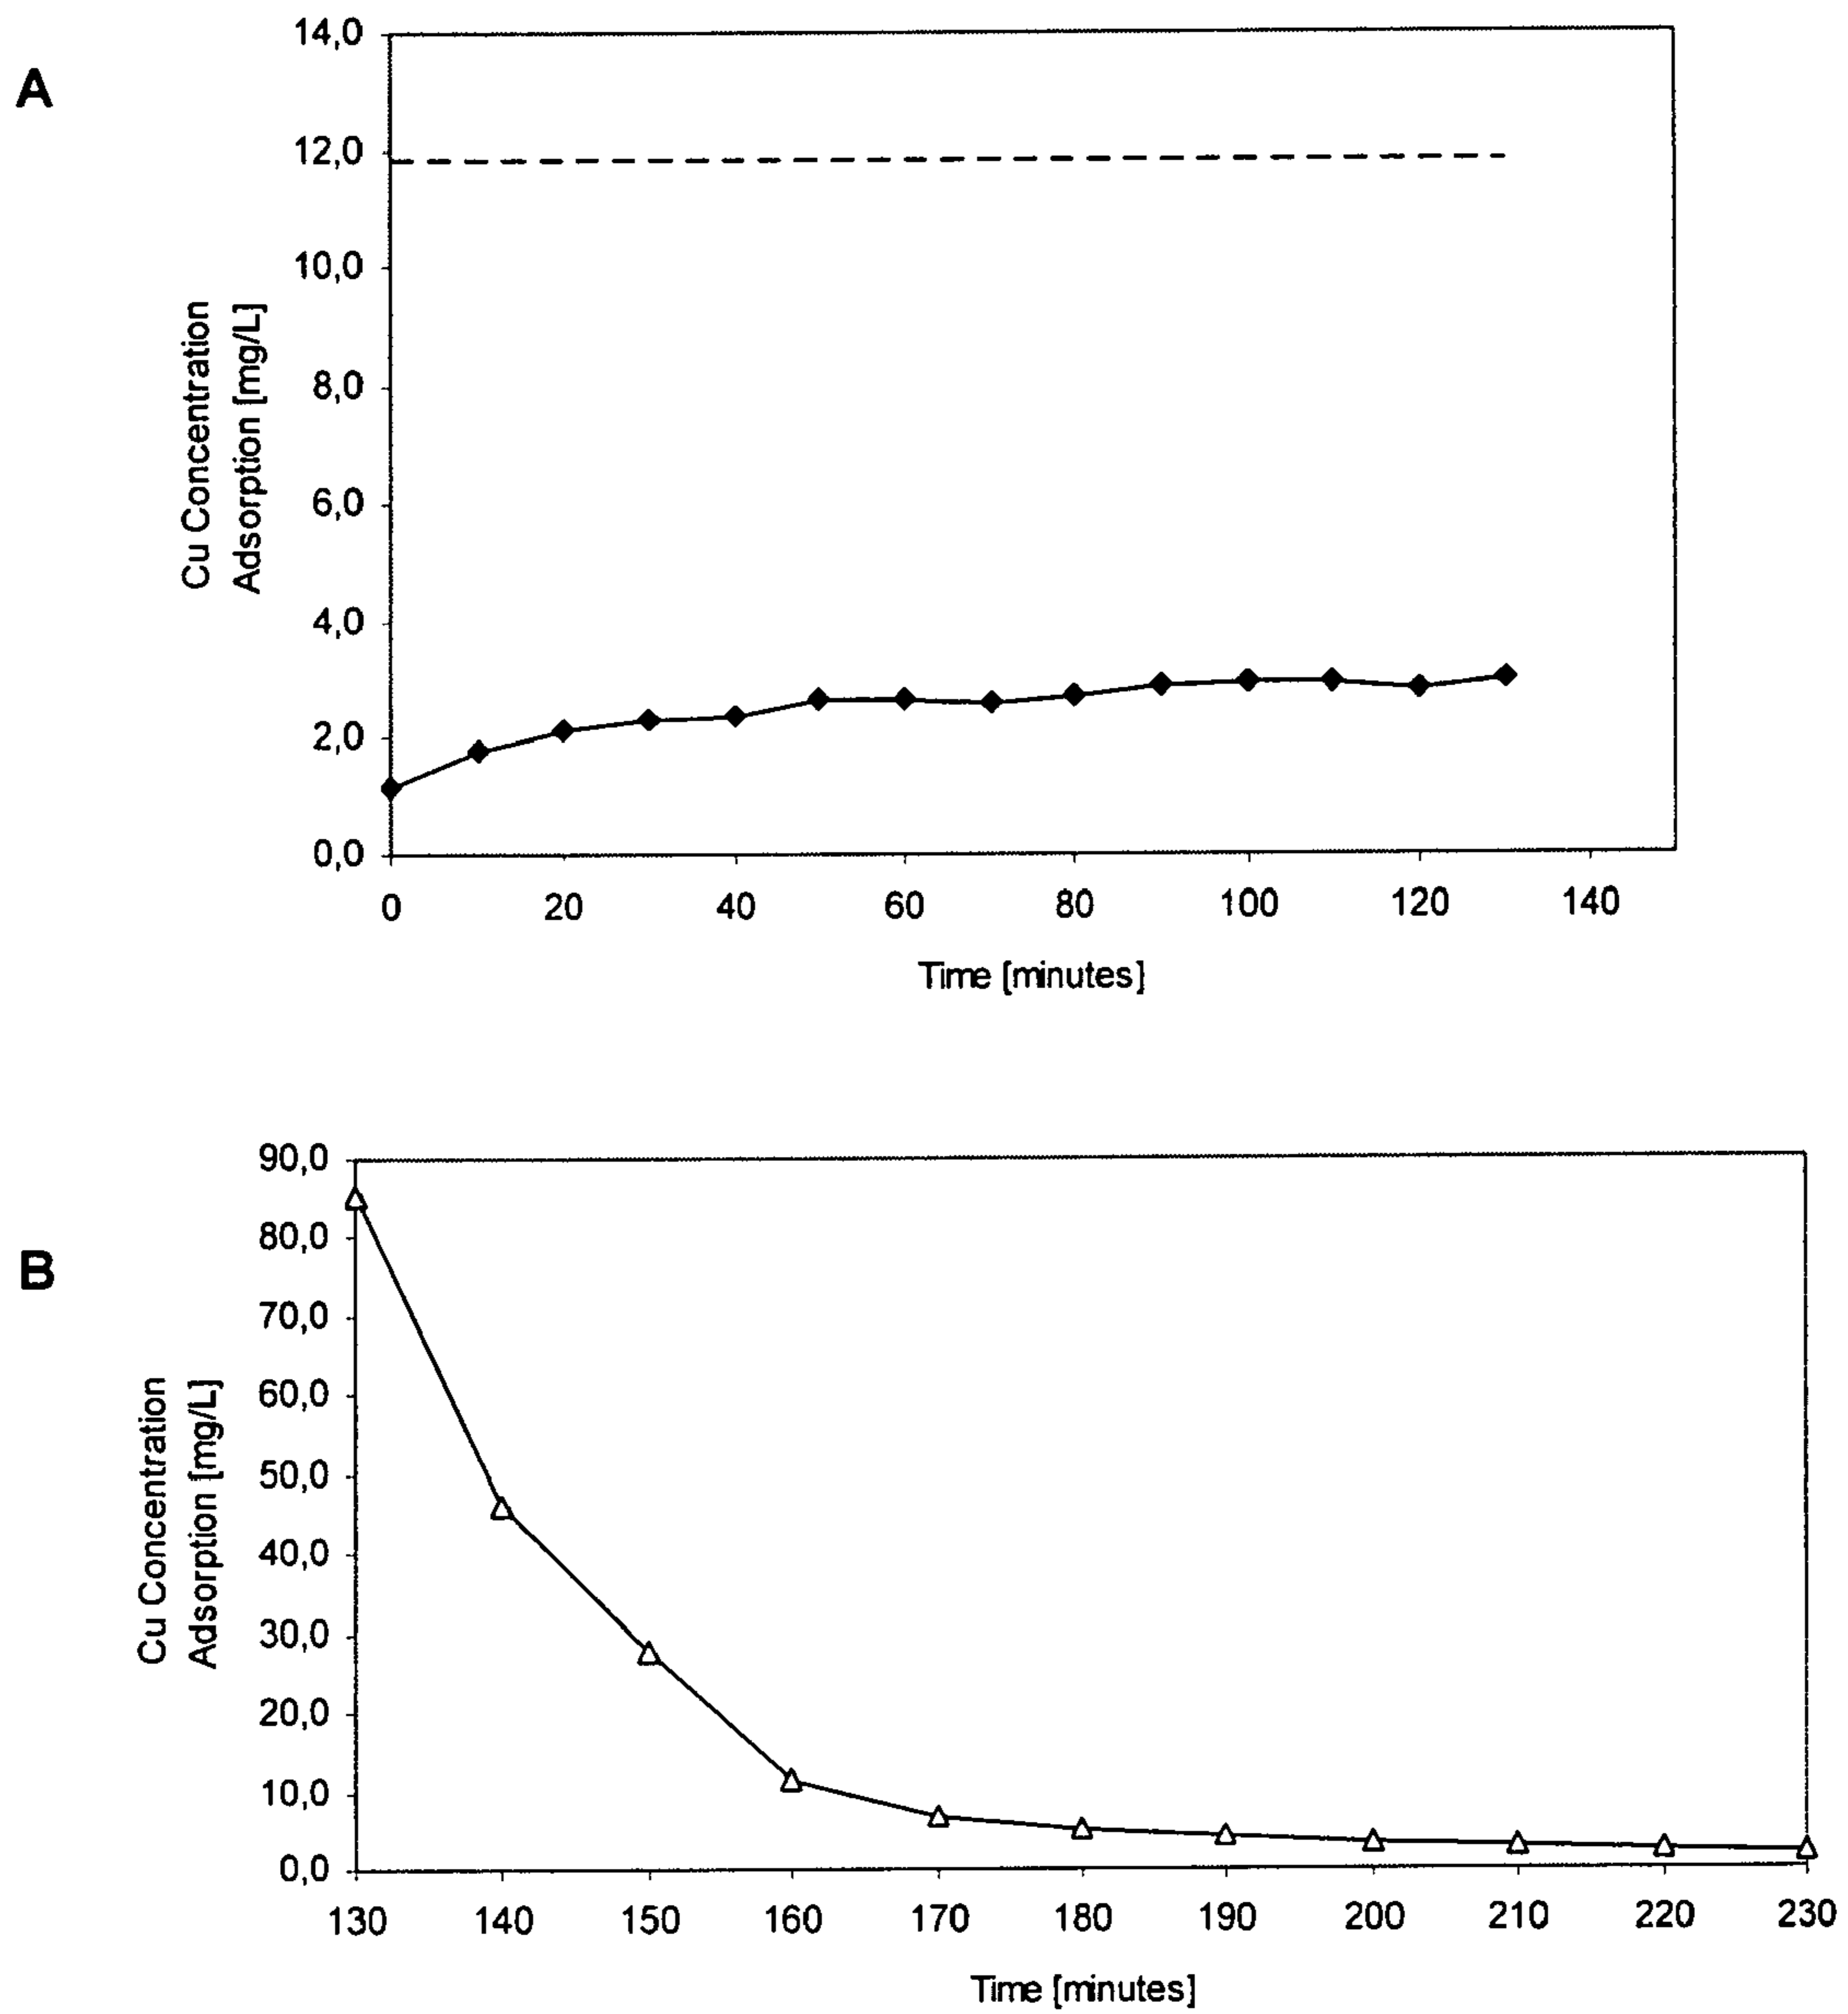 A
14,0
12,0
10,0
8,0
6,0
4,0
2,0
0,0
Cu Concentration
Adsorption [mg/L]
0 20 40 60 80 100 120 140
Time [minutes]
B
90,0
80,0
70,0
60,0
50,0
40,0
30,0
20,0
10,0
0,0
Cu Concentration
Adsorption [mg/L]
130 140 150 160 170 180 190 200 210 220 230
Time [minutes]